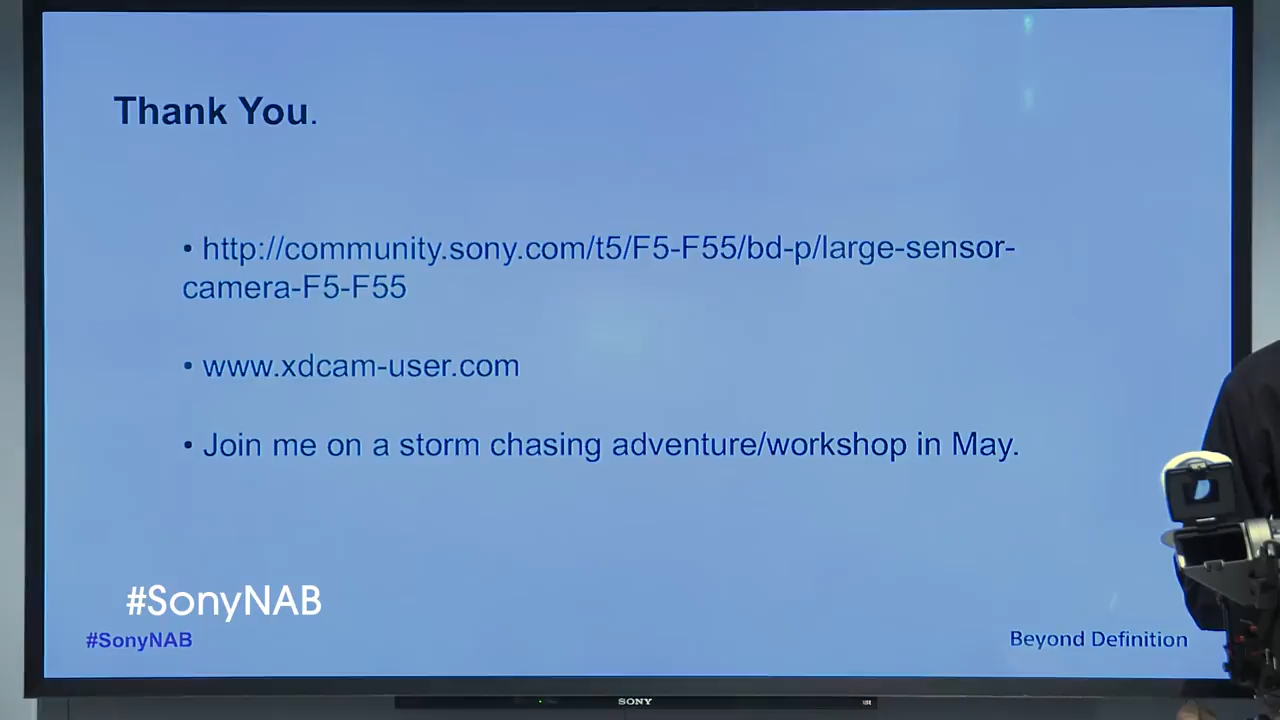 Thank You.
• http://community.sony.com/t5/F5-F55/bd-p/large-sensor-
camera-F5-F55
• www.xdcam-user.com
• Join me on a storm chasing adventure/workshop in May.
#SonyNAB
#SonyNAB
Beyond Definition
SONY